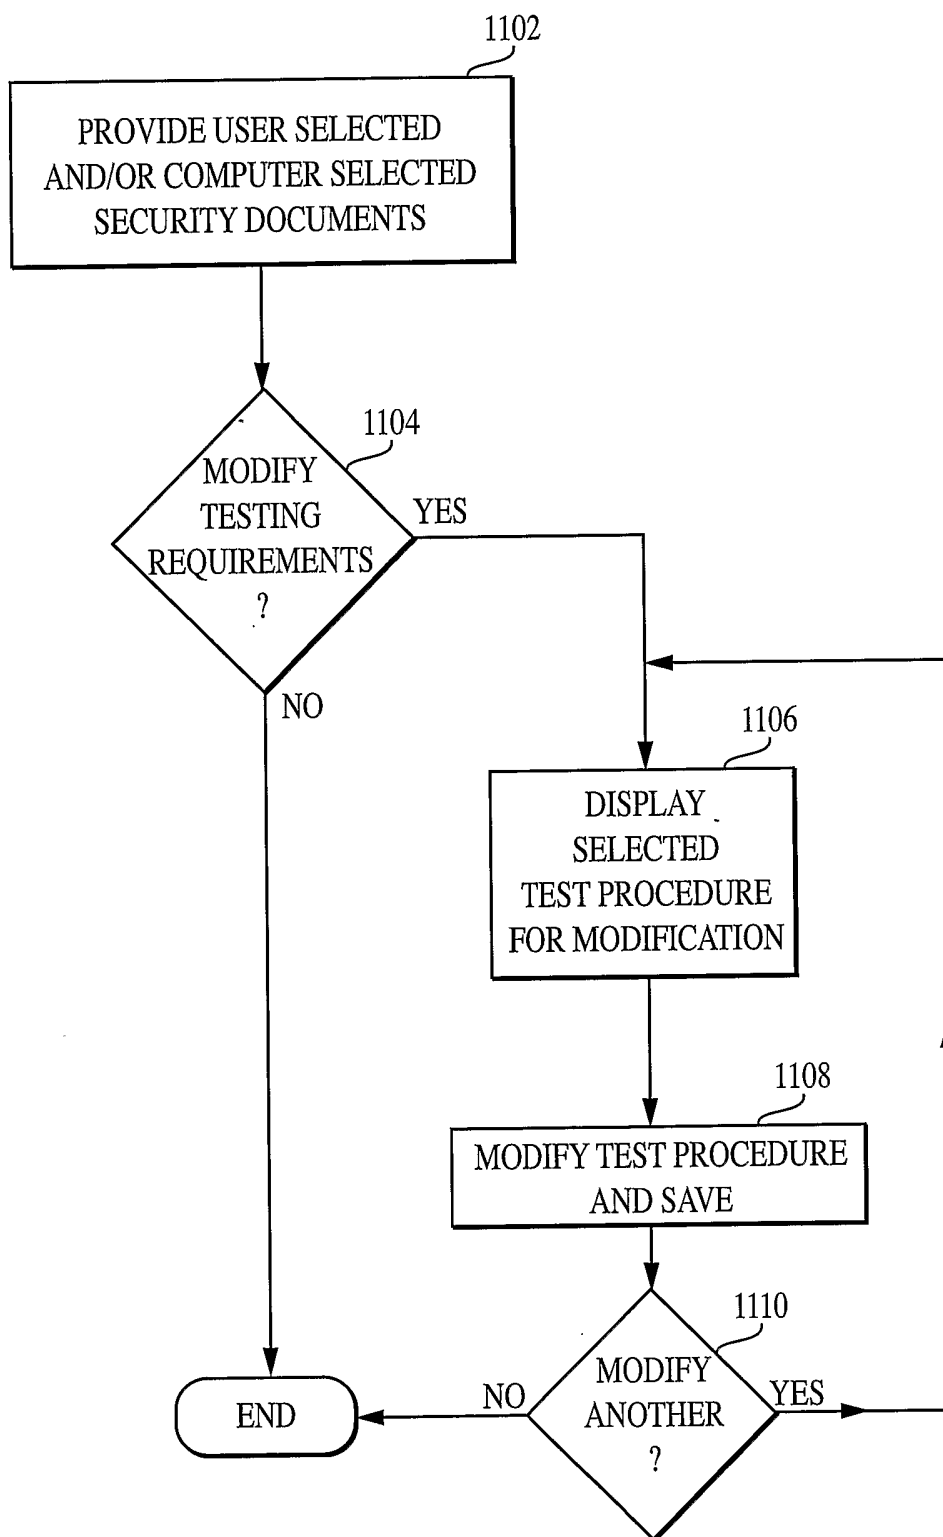 1102
PROVIDE USER SELECTED
AND/OR COMPUTER SELECTED
SECURITY DOCUMENTS
1104
MODIFY
TESTING
REQUIREMENTS
?
YES
NO
1106
DISPLAY
SELECTED
TEST PROCEDURE
FOR MODIFICATION
1108
MODIFY TEST PROCEDURE
AND SAVE
1110
MODIFY
ANOTHER
?
NO
YES
END